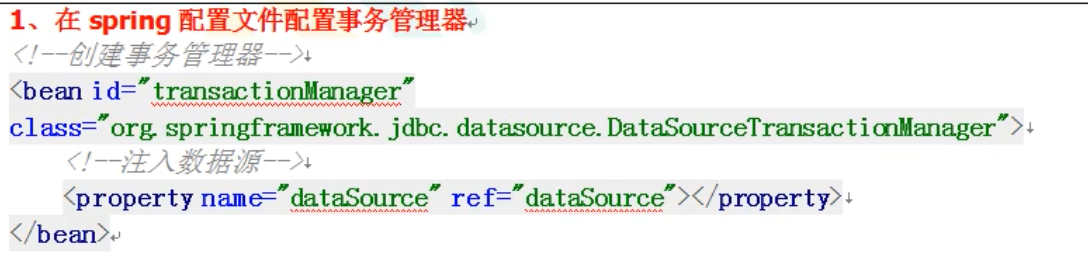 1、在 spring 配置文件配置事务管理器
<!--创建事务管理器-->
<bean id="transactionManager"
class="org.springframework.jdbc.datasource.DataSourceTransactionManager">
<!--注入数据源-->
<property name="dataSource" ref="dataSource"></property>
</bean>